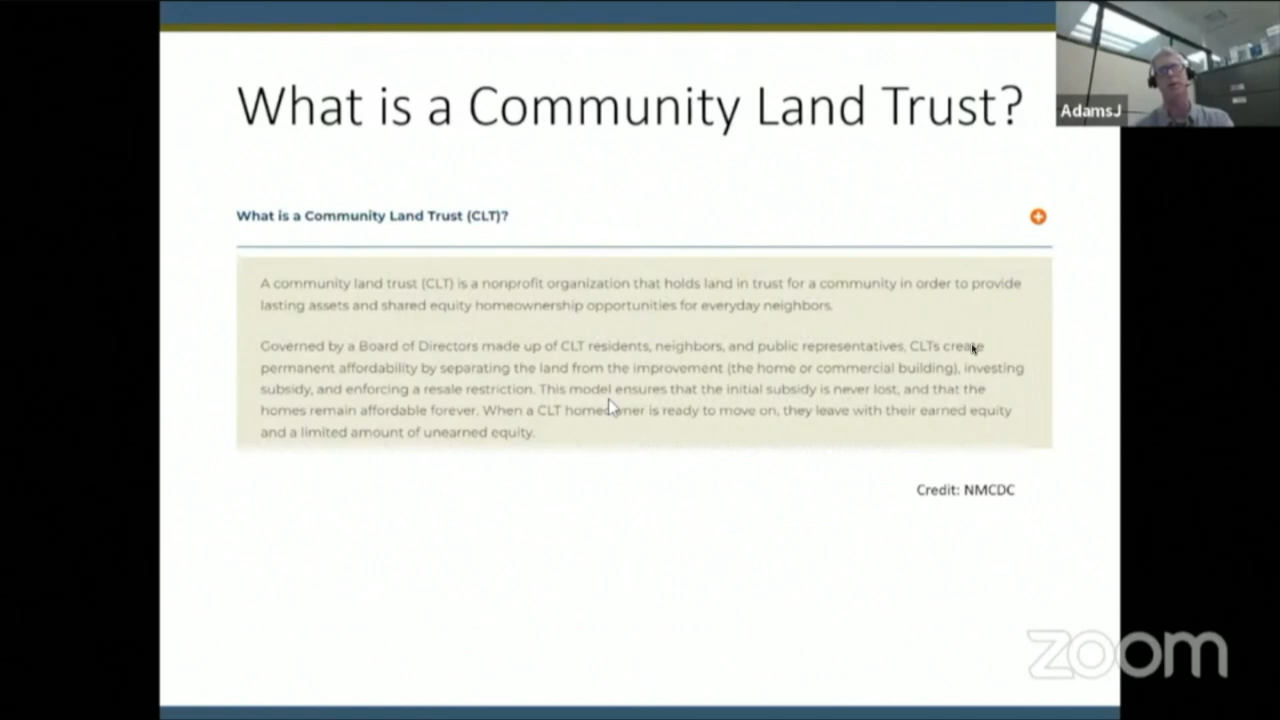 What is a Community Land Trust?
AdamsJ
What is a Community Land Trust (CLT)?
A community land trust (CLT) is a nonprofit organization that holds land in trust for a community in order to provide
lasting assets and shared equity homeownership opportunities for everyday neighbors.
Governed by a Board of Directors made up of CLT residents, neighbors, and public representatives, CLTs create
permanent affordability by separating the land from the improvement (the home or commercial building), investing
subsidy, and enforcing a resale restriction. This model ensures that the initial subsidy is never lost, and that the
homes remain affordable forever. When a CLT homeowner is ready to move on, they leave with their earned equity
and a limited amount of unearned equity.
Credit: NMCDC
zoom